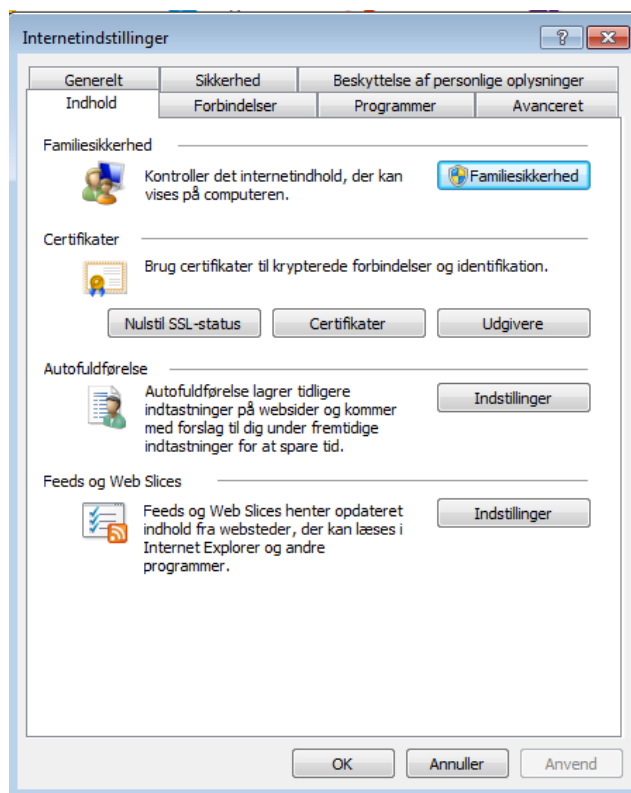 Internetindstillinger
Generelt Sikkerhed Beskyttelse af personlige oplysninger
Indhold Forbindelser Programmer Avanceret
Familiesikkerhed
Kontroller det internetindhold, der kan
vises på computeren.
Familiesikkerhed
Certifikater
Brug certifikater til krypterede forbindelser og identifikation.
Nulstil SSL-status Certifikater Udgivere
Autofuldførelse
Autofuldførelse lagrer tidligere
indtastninger på websider og kommer
med forslag til dig under fremtidige
indtastninger for at spare tid.
Indstillinger
Feeds og Web Slices
Feeds og Web Slices henter opdateret
indhold fra websteder, der kan læses i
Internet Explorer og andre
programmer.
Indstillinger
OK Annuller Anvend